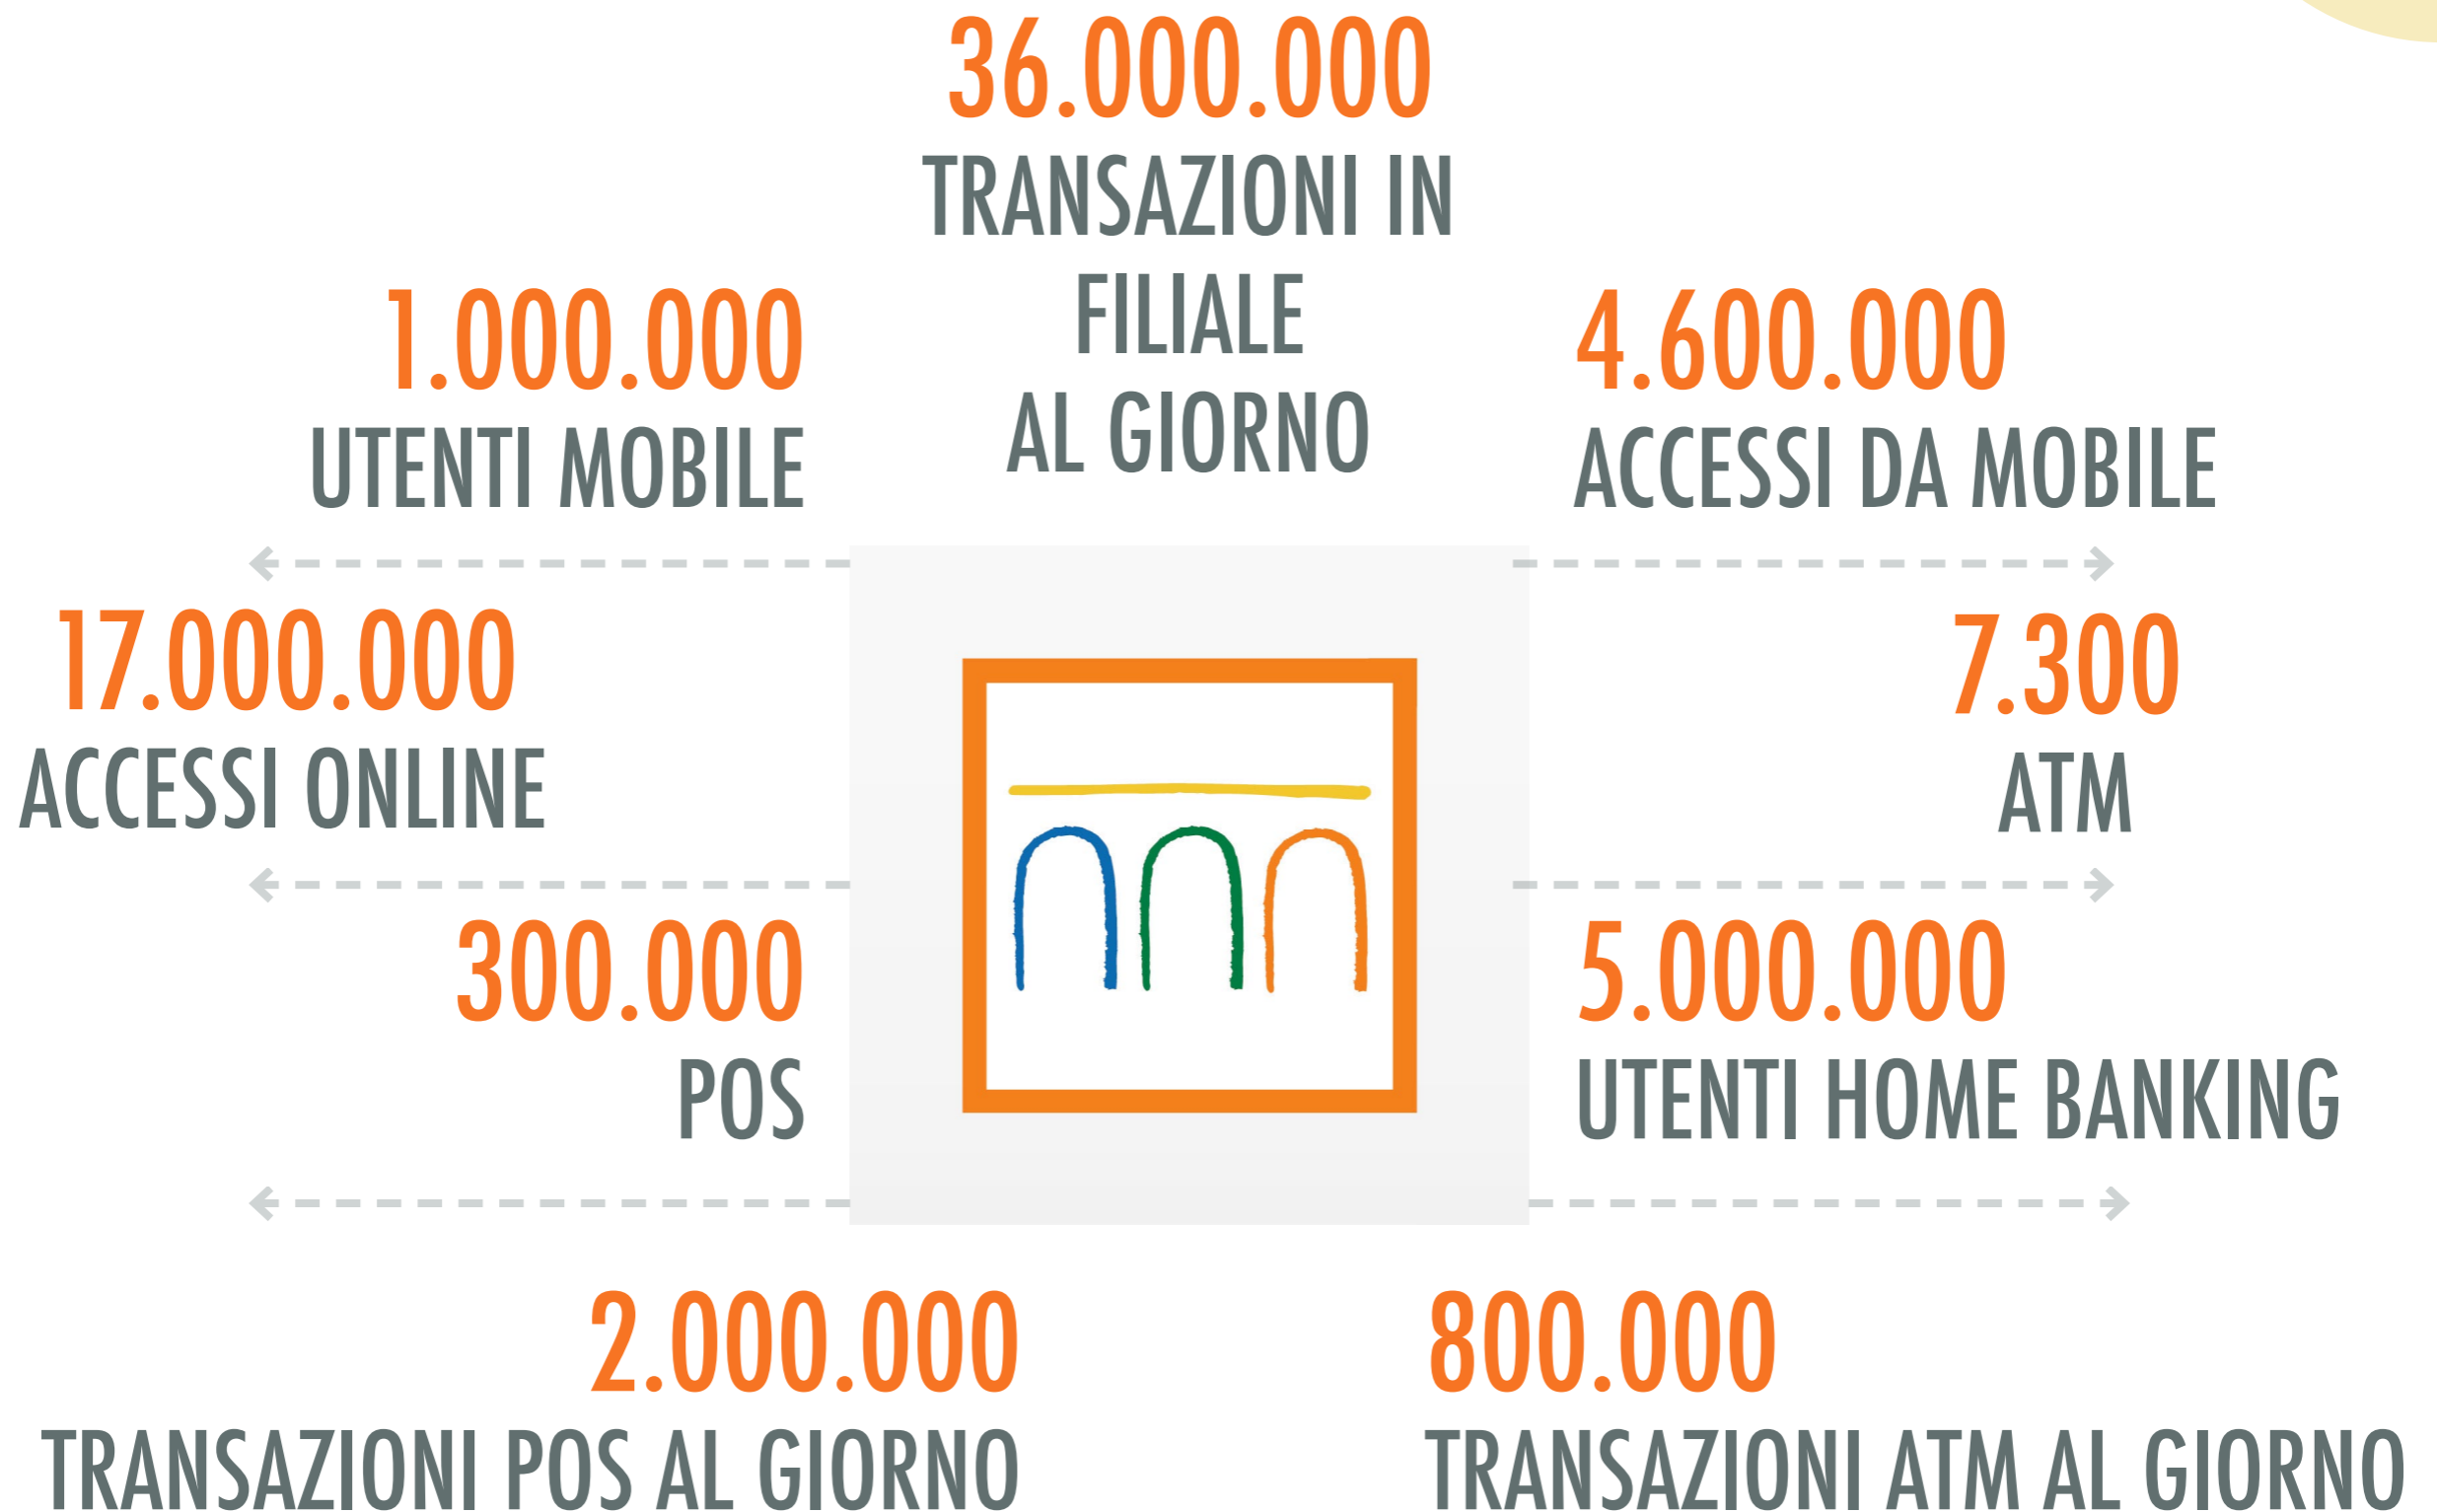 36.000.000
TRANSAZIONI IN
FILIALE
AL GIORNO
1.000.000
UTENTI MOBILE
4.600.000
ACCESSI DA MOBILE
17.000.000
ACCESSI ONLINE
7.300
ATM
300.000
POS
5.000.000
UTENTI HOME BANKING
2.000.000
TRANSAZIONI POS AL GIORNO
800.000
TRANSAZIONI ATM AL GIORNO